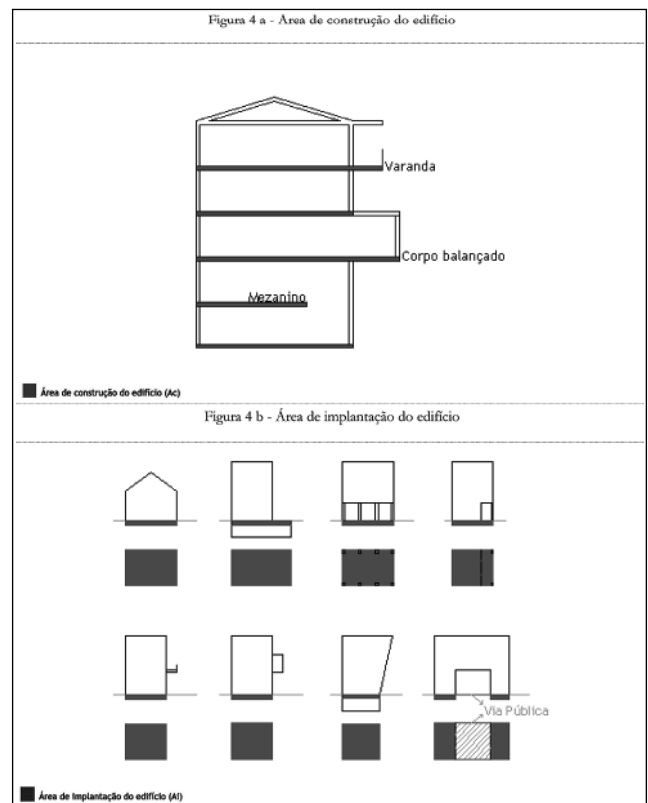 Figura 4 a - Área de construção do edifício
Varanda
Corpo balançado
Mezanino
Área de construção do edifício (Ac)
Figura 4 b - Área de implantação do edifício
Via Pública
Área de Implantação do edifício (Ai)